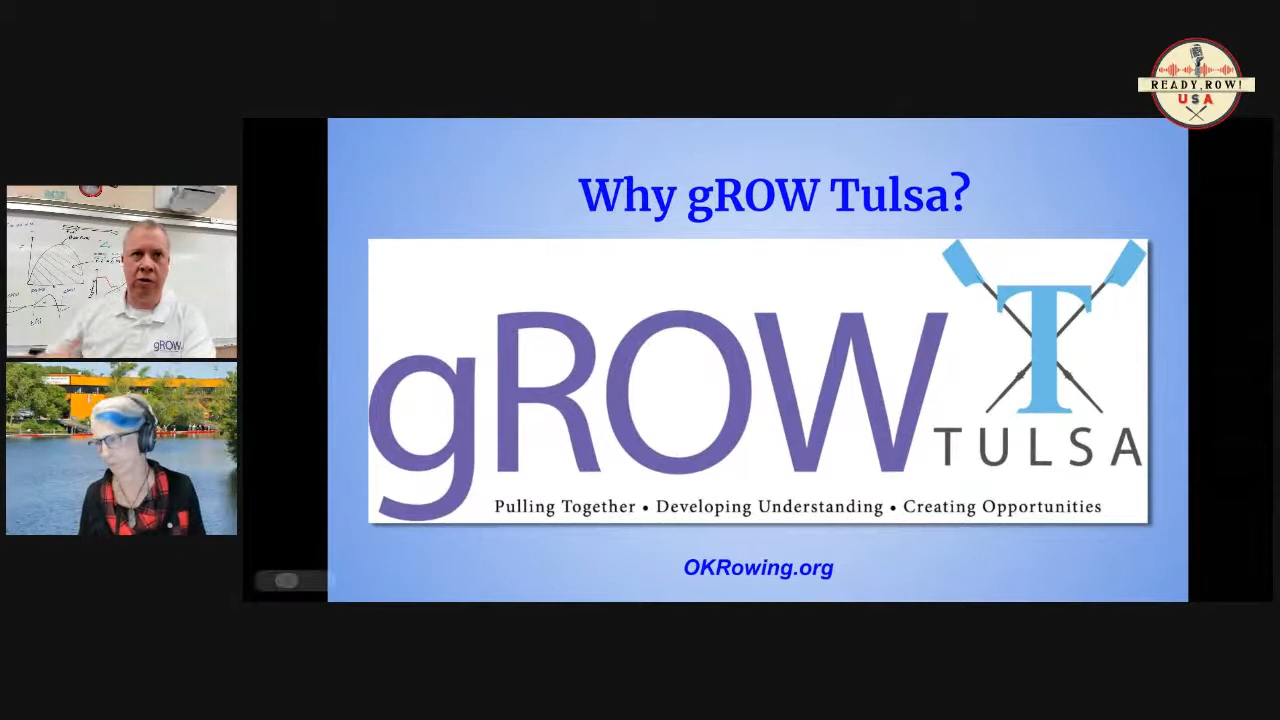 READY, ROW!
USA
Why gROW Tulsa?
gROW
T
TULSA
Pulling Together • Developing Understanding • Creating Opportunities
OKRowing.org
gROW